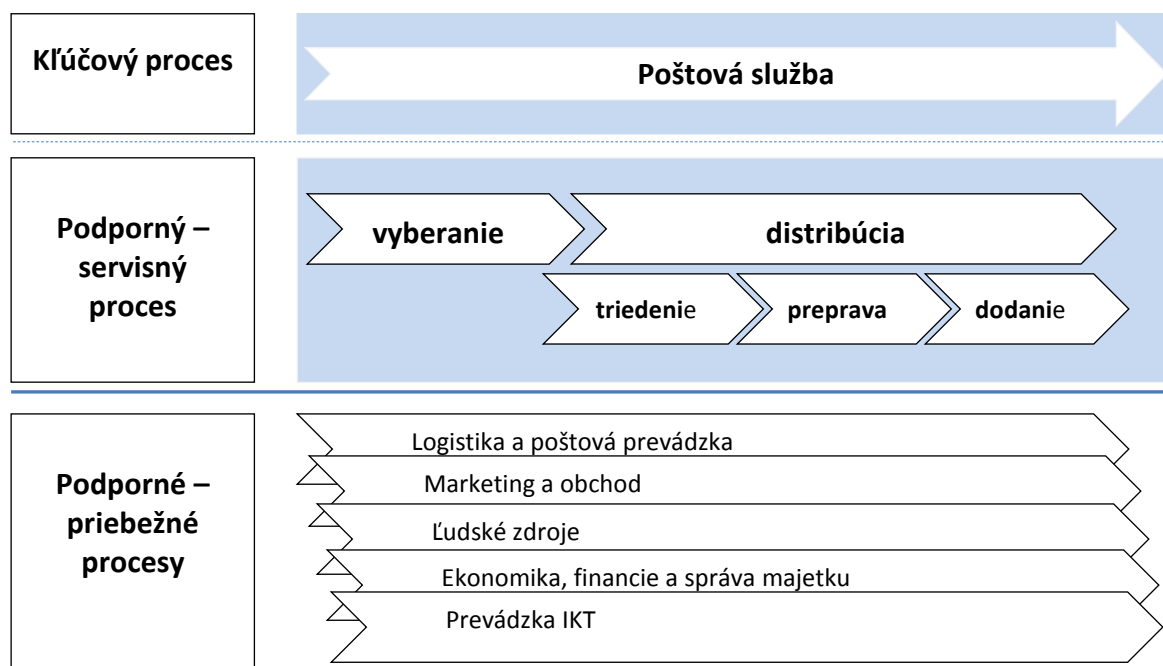 Kľúčový proces
Poštová služba
Podporný –
servisný
proces
vyberanie
distribúcia
triedenie
preprava
dodanie
Podporné –
priebežné
procesy
Logistika a poštová prevádzka
Marketing a obchod
Ľudské zdroje
Ekonomika, financie a správa majetku
Prevádzka IKT